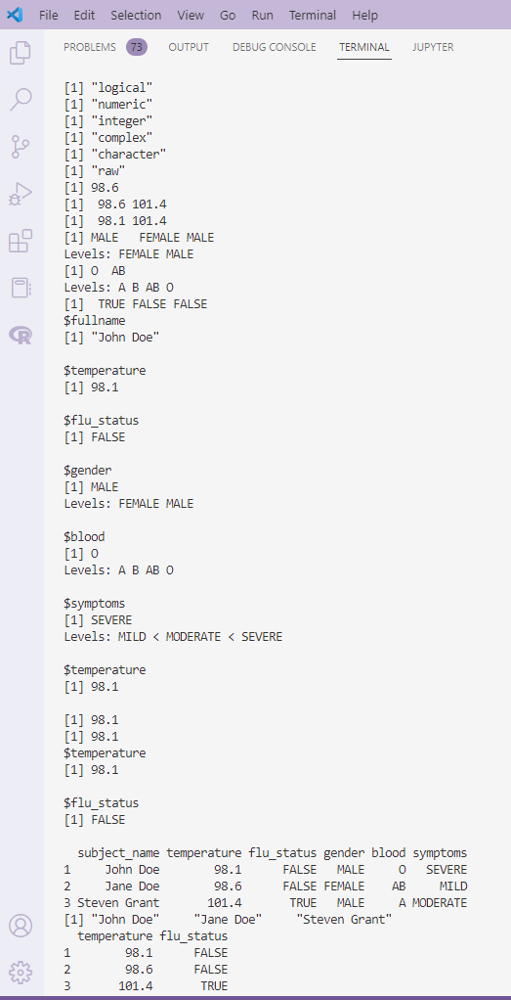 File Edit Selection View Go Run Terminal Help
PROBLEMS 73 OUTPUT DEBUG CONSOLE TERMINAL JUPYTER
[1] "logical"
[1] "numeric"
[1] "integer"
[1] "complex"
[1] "character"
[1] "raw"
[1] 98.6
[1]  98.6 101.4
[1]  98.1 101.4
[1] MALE   FEMALE MALE
Levels: FEMALE MALE
[1] O  AB
Levels: A B AB O
[1]  TRUE FALSE FALSE
$fullname
[1] "John Doe"
$temperature
[1] 98.1
$flu_status
[1] FALSE
$gender
[1] MALE
Levels: FEMALE MALE
$blood
[1] O
Levels: A B AB O
$symptoms
[1] SEVERE
Levels: MILD < MODERATE < SEVERE
$temperature
[1] 98.1
[1] 98.1
[1] 98.1
$temperature
[1] 98.1
$flu_status
[1] FALSE
  subject_name temperature flu_status gender blood symptoms
1     John Doe        98.1      FALSE   MALE     O   SEVERE
2     Jane Doe        98.6      FALSE FEMALE    AB     MILD
3 Steven Grant       101.4       TRUE   MALE     A MODERATE
[1] "John Doe"     "Jane Doe"     "Steven Grant"
  temperature flu_status
1        98.1      FALSE
2        98.6      FALSE
3       101.4       TRUE